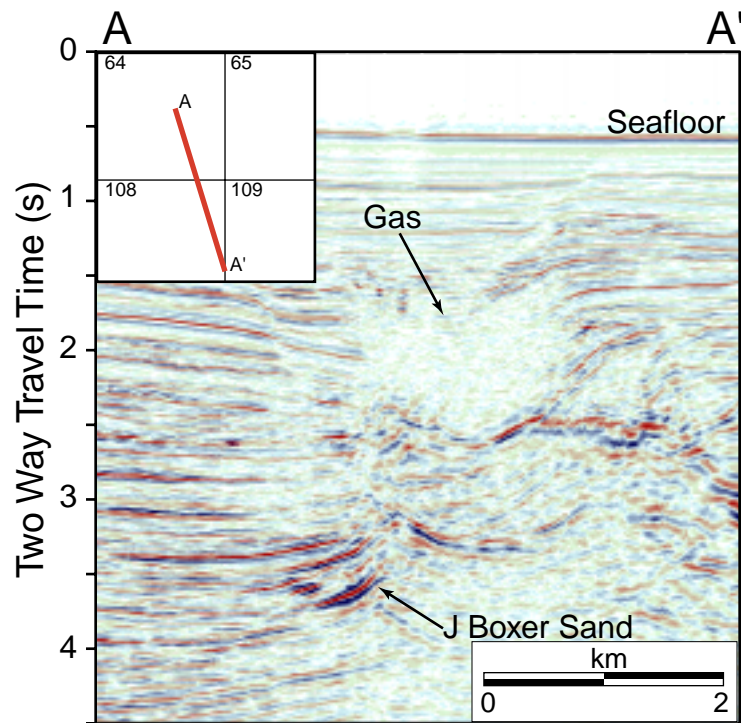 A A'
0
64 65
A
Seafloor
108 109
1
Gas
A'
Two Way Travel Time (s)
2
3
J Boxer Sand
4
km
0 2